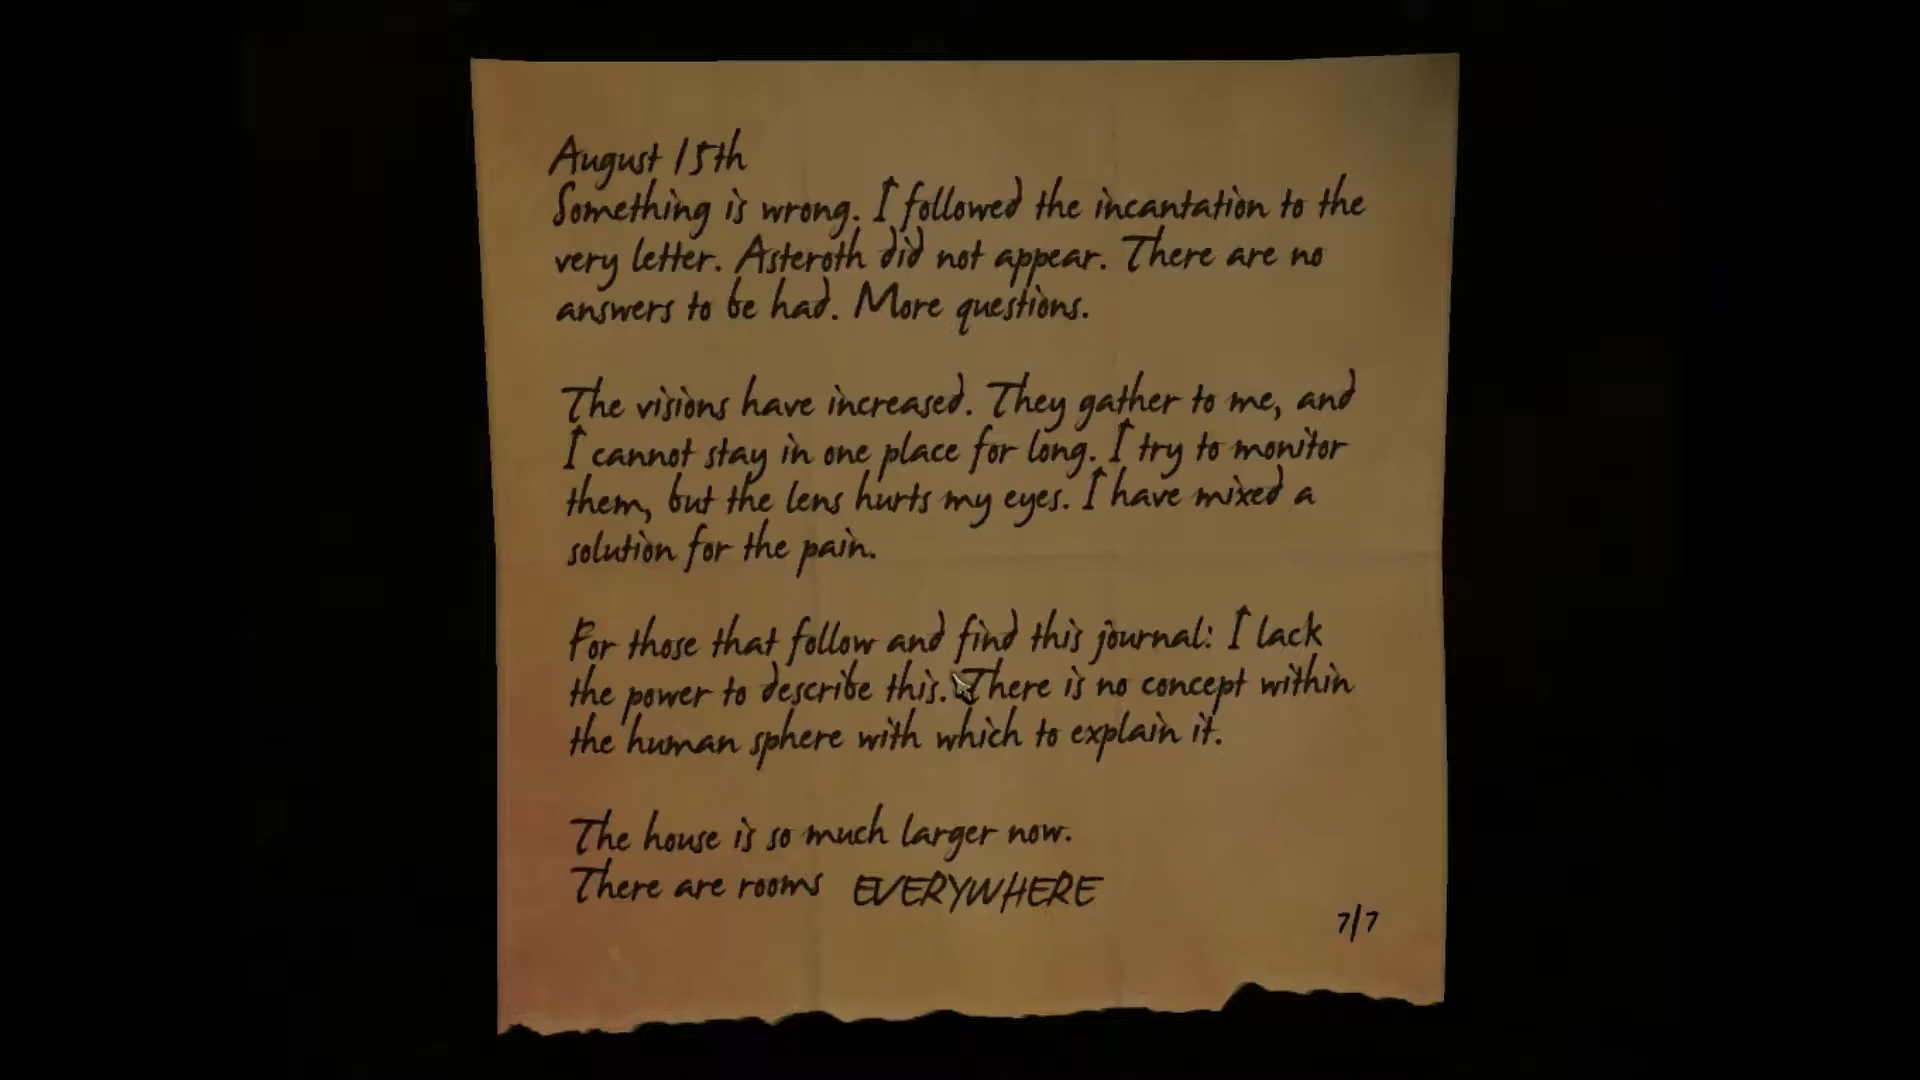 August 15th
Something is wrong. I followed the incantation to the
very letter. Asteroth did not appear. There are no
answers to be had. More questions.
The visions have increased. They gather to me, and
I cannot stay in one place for long. I try to monitor
them, but the lens hurts my eyes. I have mixed a
solution for the pain.
For those that follow and find this journal: I lack
the power to describe this. There is no concept within
the human sphere with which to explain it.
The house is so much larger now.
There are rooms EVERYWHERE
7/7